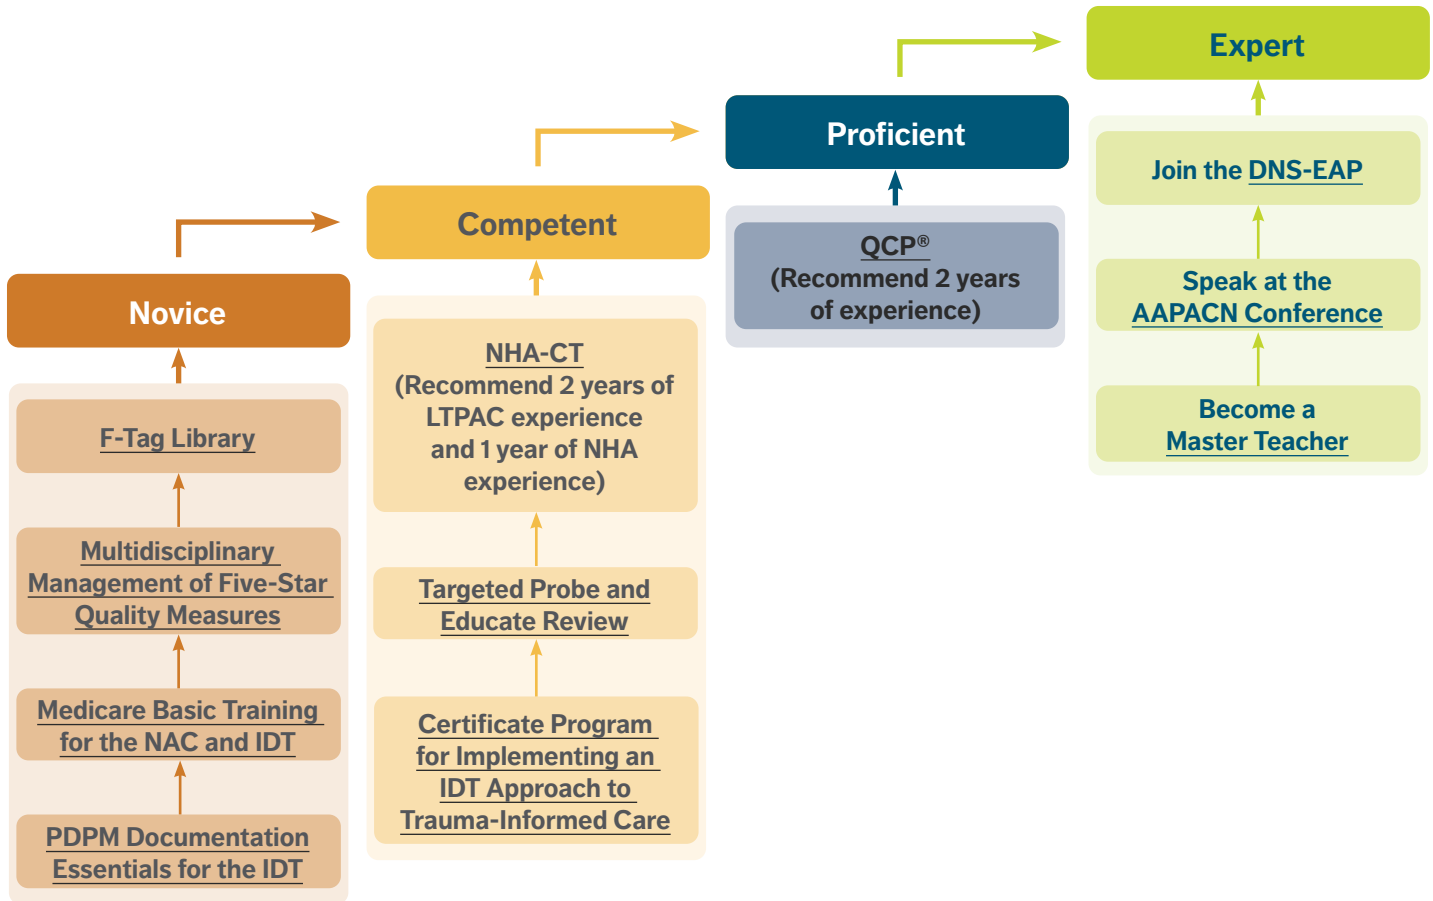 Novice
F-Tag Library
Multidisciplinary
Management of Five-Star
Quality Measures
Medicare Basic Training
for the NAC and IDT
PDPM Documentation
Essentials for the IDT
Competent
NHA-CT
(Recommend 2 years of
LTPAC experience
and 1 year of NHA
experience)
Targeted Probe and
Educate Review
Certificate Program
for Implementing an
IDT Approach to
Trauma-Informed Care
Proficient
QCP®
(Recommend 2 years
of experience)
Expert
Join the DNS-EAP
Speak at the
AAPACN Conference
Become a
Master Teacher